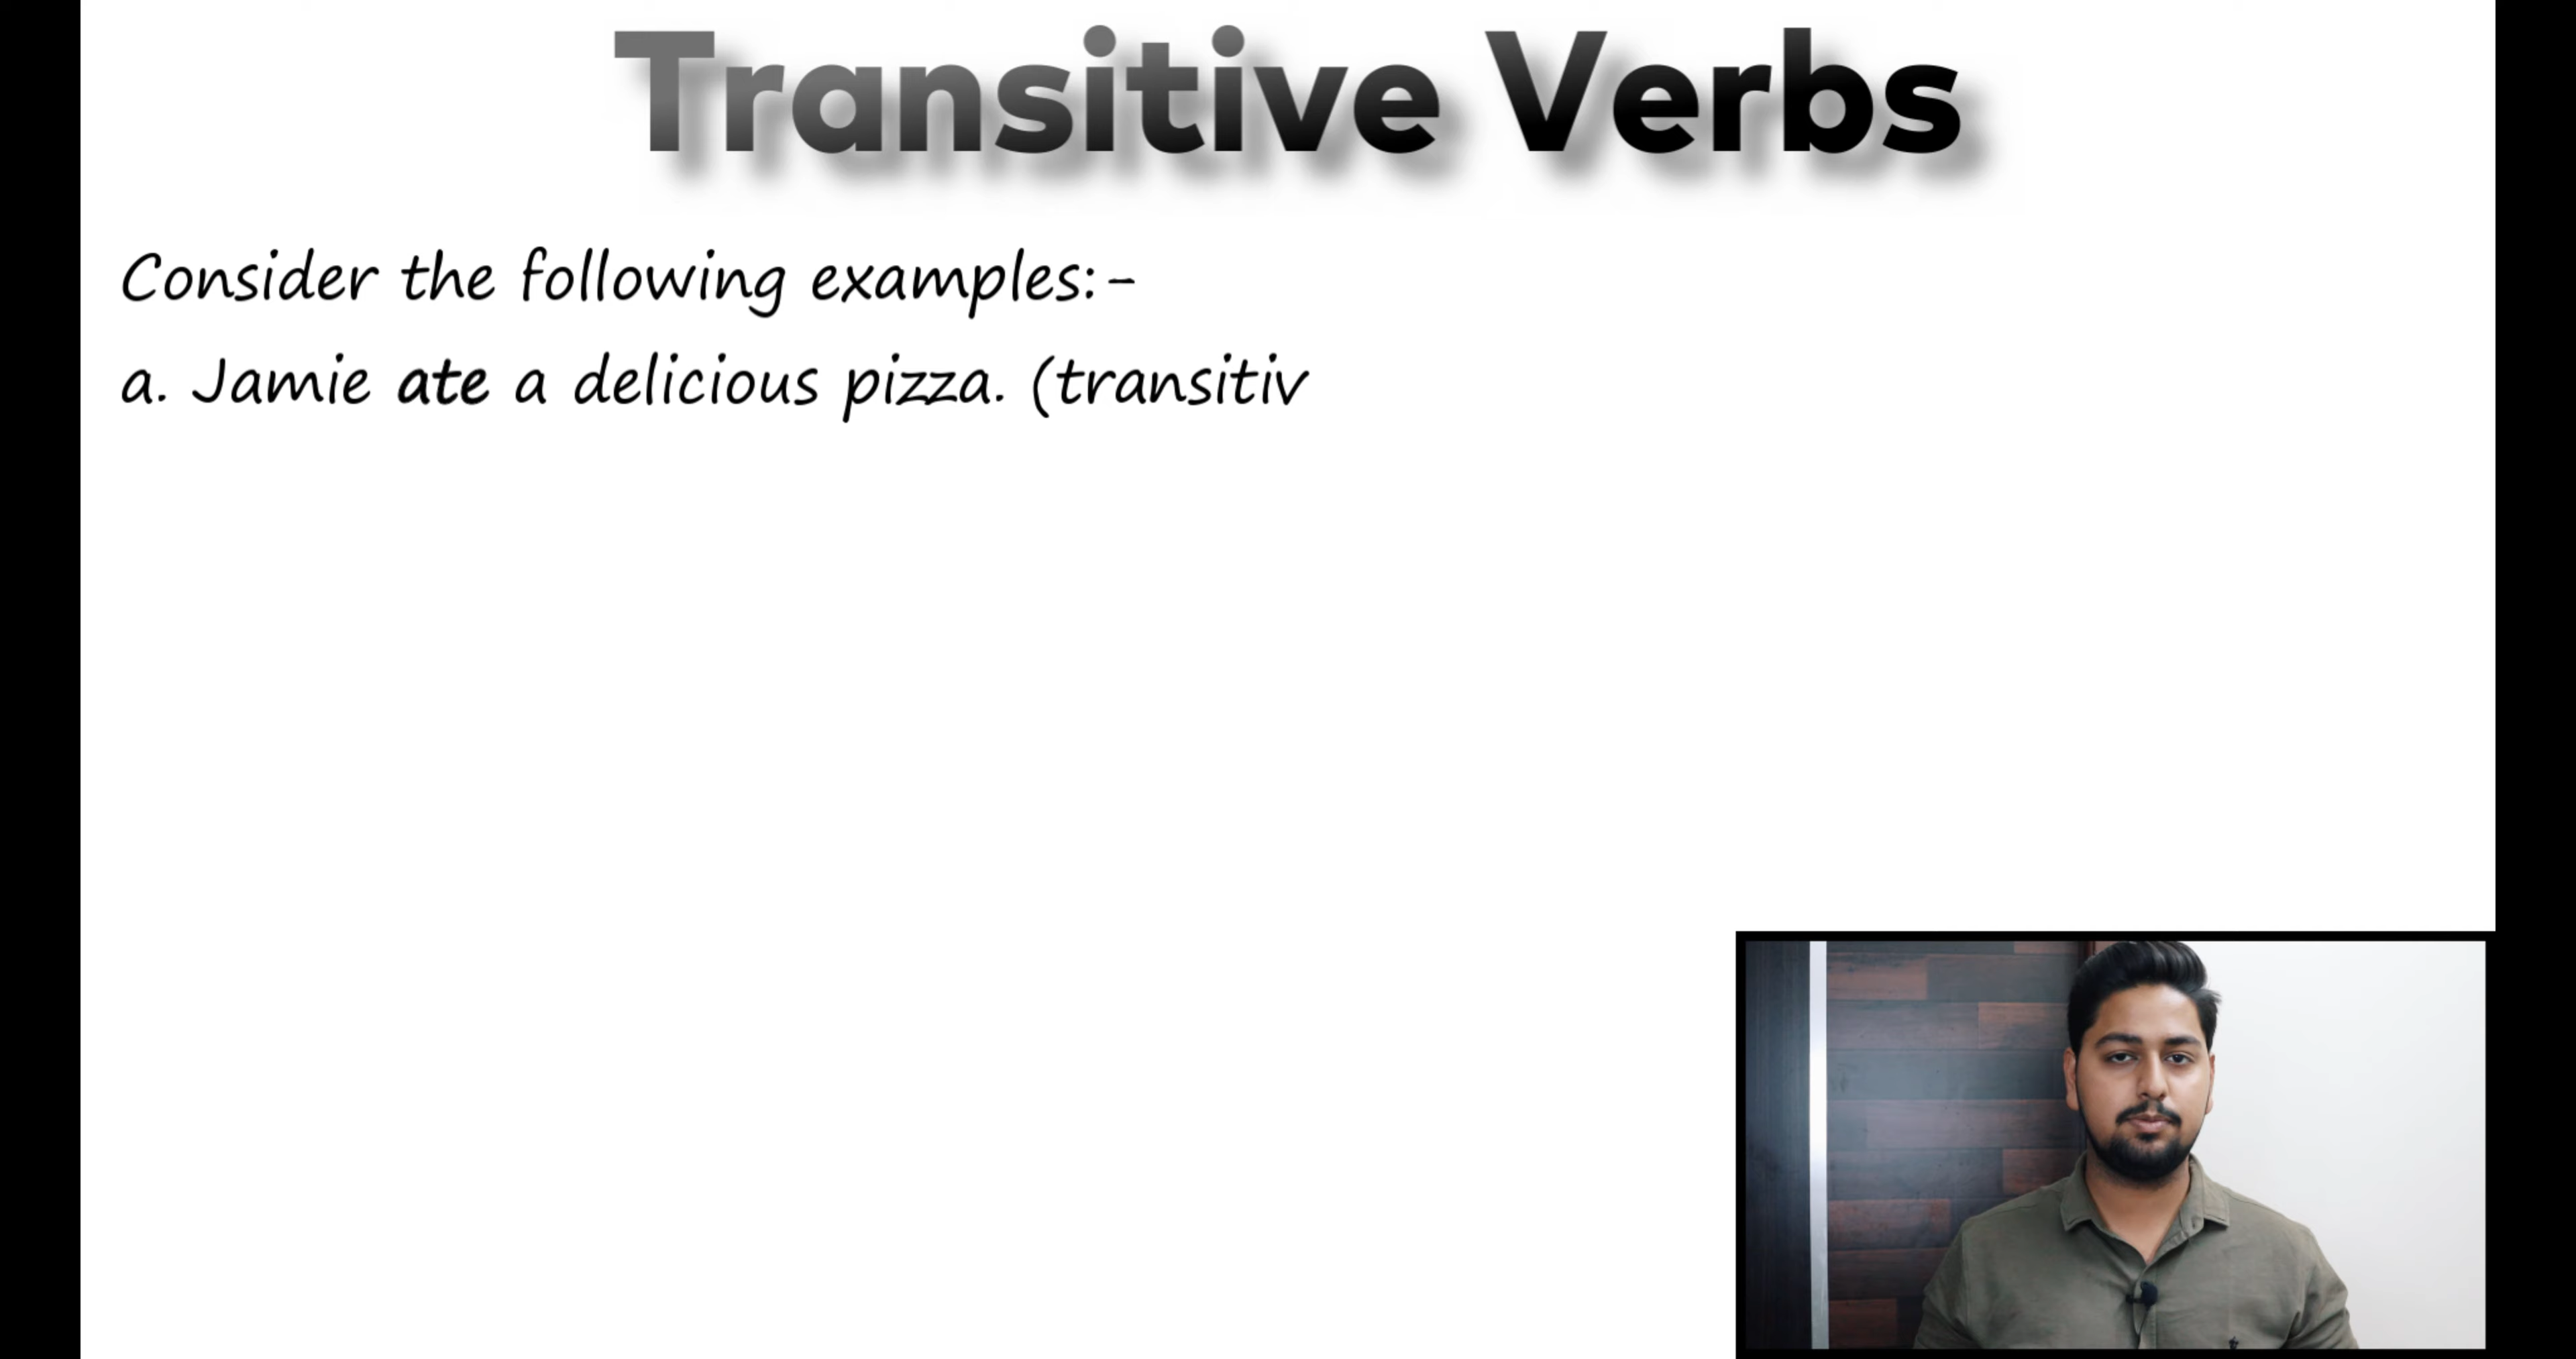 Transitive Verbs
Consider the following examples:-
a. Jamie ate a delicious pizza. (transitiv